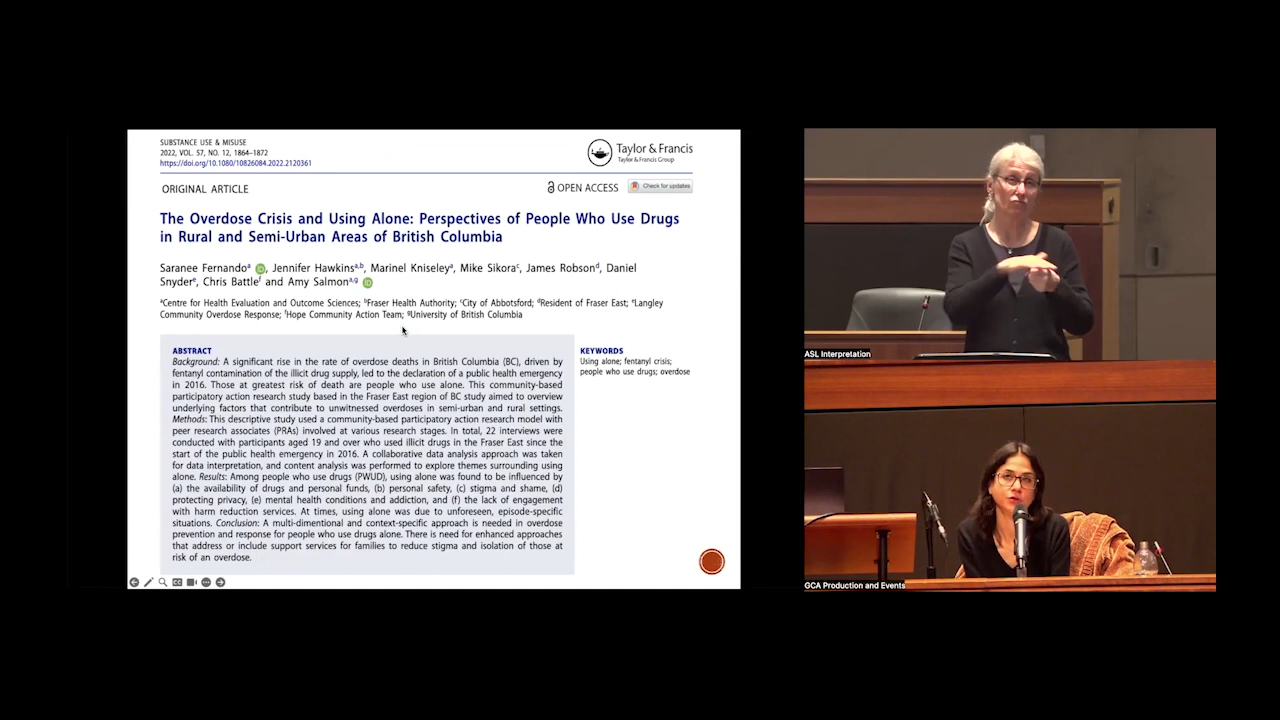 SUBSTANCE USE & MISUSE
2022, VOL. 57, NO. 12, 1864–1872
https://doi.org/10.1080/10826084.2022.2120361
Taylor & Francis
Taylor & Francis Group
ORIGINAL ARTICLE
OPEN ACCESS
Check for updates
The Overdose Crisis and Using Alone: Perspectives of People Who Use Drugs
in Rural and Semi-Urban Areas of British Columbia
Saranee Fernandoa iD, Jennifer Hawkinsa,b, Marinel Kniseleya, Mike Sikorac, James Robsond, Daniel
Snydere, Chris Battlef and Amy Salmona,g iD
aCentre for Health Evaluation and Outcome Sciences; bFraser Health Authority; cCity of Abbotsford; dResident of Fraser East; eLangley
Community Overdose Response; fHope Community Action Team; gUniversity of British Columbia
ABSTRACT
Background: A significant rise in the rate of overdose deaths in British Columbia (BC), driven by
fentanyl contamination of the illicit drug supply, led to the declaration of a public health emergency
in 2016. Those at greatest risk of death are people who use alone. This community-based
participatory action research study based in the Fraser East region of BC study aimed to overview
underlying factors that contribute to unwitnessed overdoses in semi-urban and rural settings.
Methods: This descriptive study used a community-based participatory action research model with
peer research associates (PRAs) involved at various research stages. In total, 22 interviews were
conducted with participants aged 19 and over who used illicit drugs in the Fraser East since the
start of the public health emergency in 2016. A collaborative data analysis approach was taken
for data interpretation, and content analysis was performed to explore themes surrounding using
alone. Results: Among people who use drugs (PWUD), using alone was found to be influenced by
(a) the availability of drugs and personal funds, (b) personal safety, (c) stigma and shame, (d)
protecting privacy, (e) mental health conditions and addiction, and (f) the lack of engagement
with harm reduction services. At times, using alone was due to unforeseen, episode-specific
situations. Conclusion: A multi-dimentional and context-specific approach is needed in overdose
prevention and response for people who use drugs alone. There is need for enhanced approaches
that address or include support services for families to reduce stigma and isolation of those at
risk of an overdose.
KEYWORDS
Using alone; fentanyl crisis;
people who use drugs; overdose
ASL Interpretation
GCA Production and Events